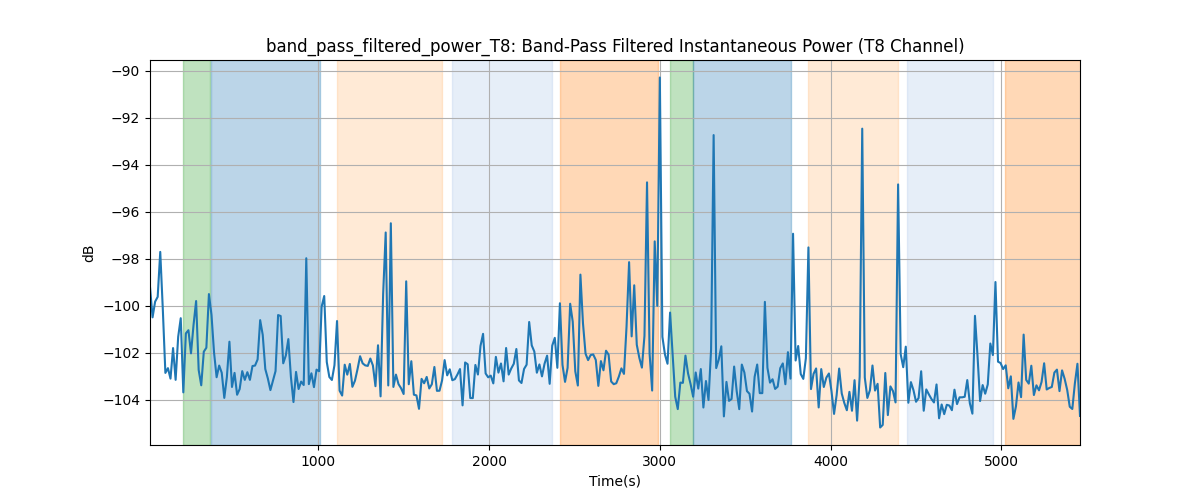 band_pass_filtered_power_T8: Band-Pass Filtered Instantaneous Power (T8 Channel)
−90
−92
−94
−96
−98
−100
−102
−104
dB
1000 2000 3000 4000 5000
Time(s)